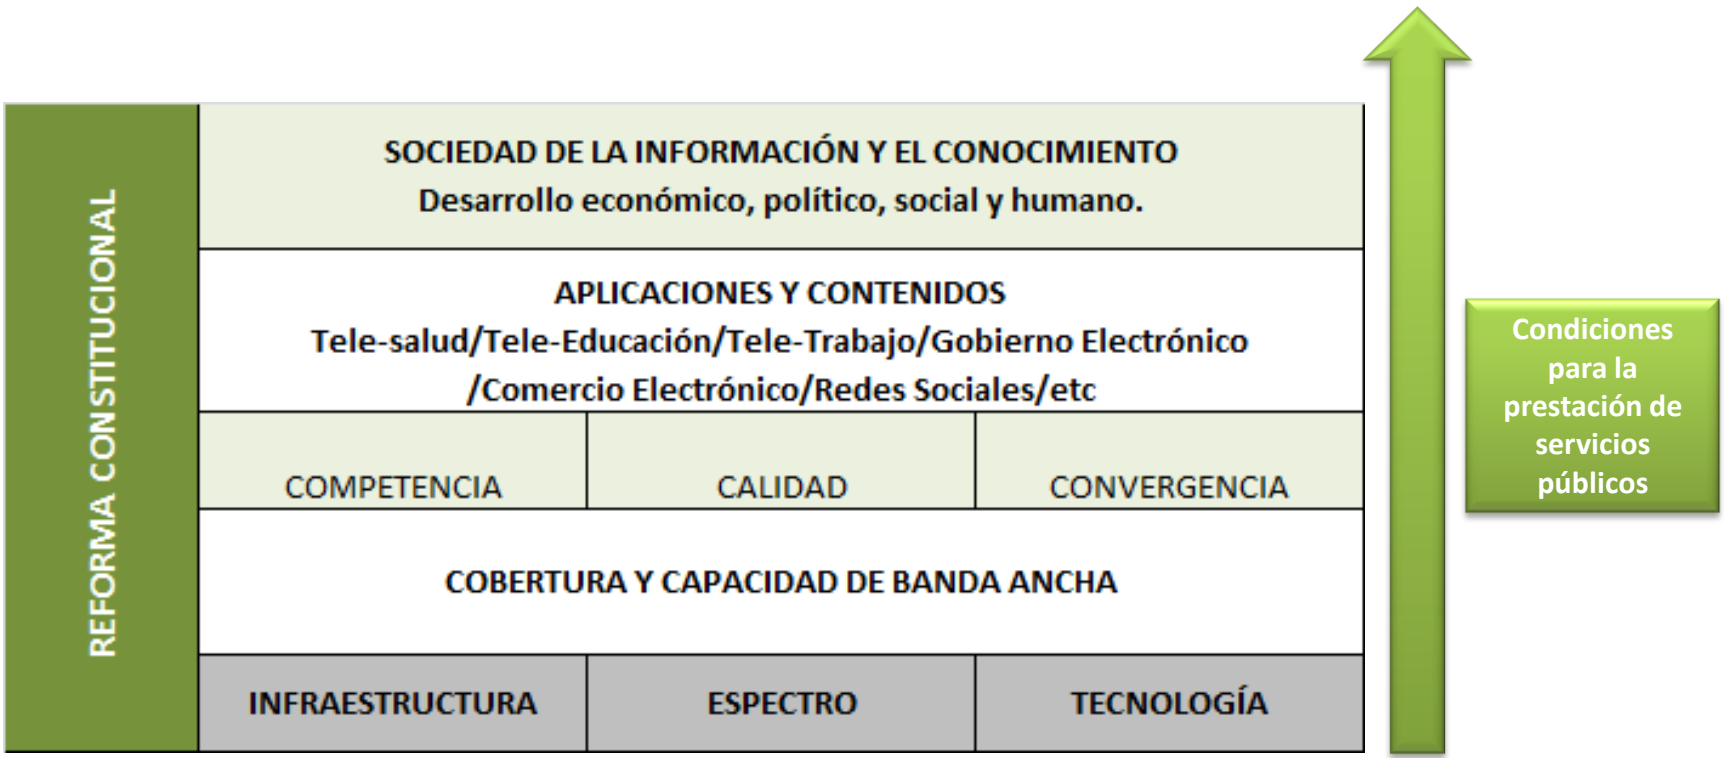 REFORMA CONSTITUCIONAL
SOCIEDAD DE LA INFORMACIÓN Y EL CONOCIMIENTO
Desarrollo económico, político, social y humano.
APLICACIONES Y CONTENIDOS
Tele-salud/Tele-Educación/Tele-Trabajo/Gobierno Electrónico
/Comercio Electrónico/Redes Sociales/etc
COMPETENCIA
CALIDAD
CONVERGENCIA
COBERTURA Y CAPACIDAD DE BANDA ANCHA
INFRAESTRUCTURA
ESPECTRO
TECNOLOGÍA
Condiciones
para la
prestación de
servicios
públicos